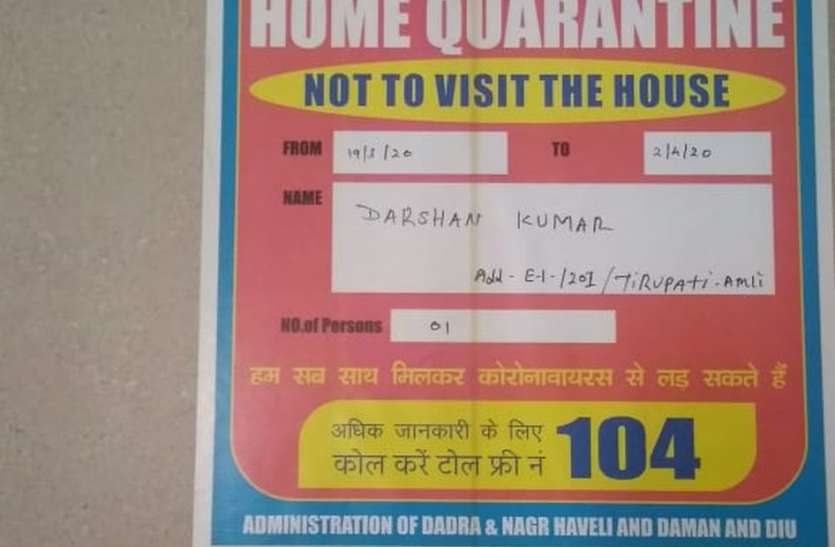 HOME QUARANTINE
NOT TO VISIT THE HOUSE
FROM 19/3/20 TO 2/4/20
NAME DARSHAN KUMAR
Add - E-1-/201/TIRUPATI-AMLI
NO.of Persons 01
हम सब साथ मिलकर कोरोनावायरस से लड़ सकते हैं
अधिक जानकारी के लिए
कोल करें टोल फ्री नं 104
ADMINISTRATION OF DADRA & NAGR HAVELI AND DAMAN AND DIU